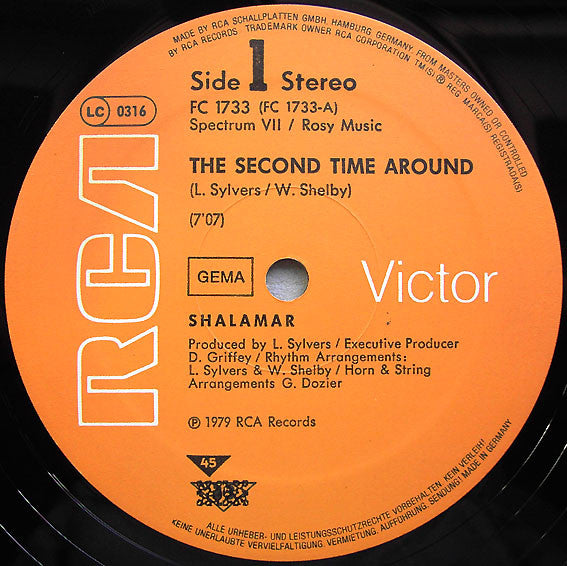 MADE BY RCA SCHALLPLATTEN GMBH, HAMBURG, GERMANY, FROM MASTERS OWNED OR CONTROLLED
BY RCA RECORDS TRADEMARK OWNER RCA CORPORATION TM(S) ® REG MARCA(S) REGISTRADA(S)
Side 1 Stereo
LC 0316
FC 1733 (FC 1733-A)
Spectrum VII / Rosy Music
THE SECOND TIME AROUND
(L. Sylvers / W. Shelby)
(7'07)
RCA
GEMA
Victor
SHALAMAR
Produced by L. Sylvers / Executive Producer
D. Griffey / Rhythm Arrangements:
L. Sylvers & W. Shelby / Horn & String
Arrangements G. Dozier
℗ 1979 RCA Records
45
ALLE URHEBER- UND LEISTUNGSSCHUTZRECHTE VORBEHALTEN. KEIN VERLEIH!
KEINE UNERLAUBTE VERVIELFALTIGUNG, VERMIETUNG, AUFFÜHRUNG, SENDUNG! MADE IN GERMANY